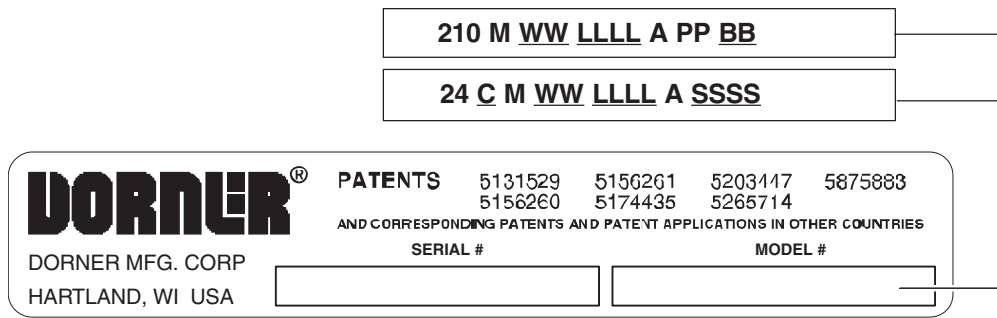 210 M WW LLLL A PP BB
24 C M WW LLLL A SSSS
DORNER®
PATENTS 5131529 5156261 5203447 5875883
5156260 5174435 5265714
AND CORRESPONDING PATENTS AND PATENT APPLICATIONS IN OTHER COUNTRIES
SERIAL # MODEL #
DORNER MFG. CORP
HARTLAND, WI USA